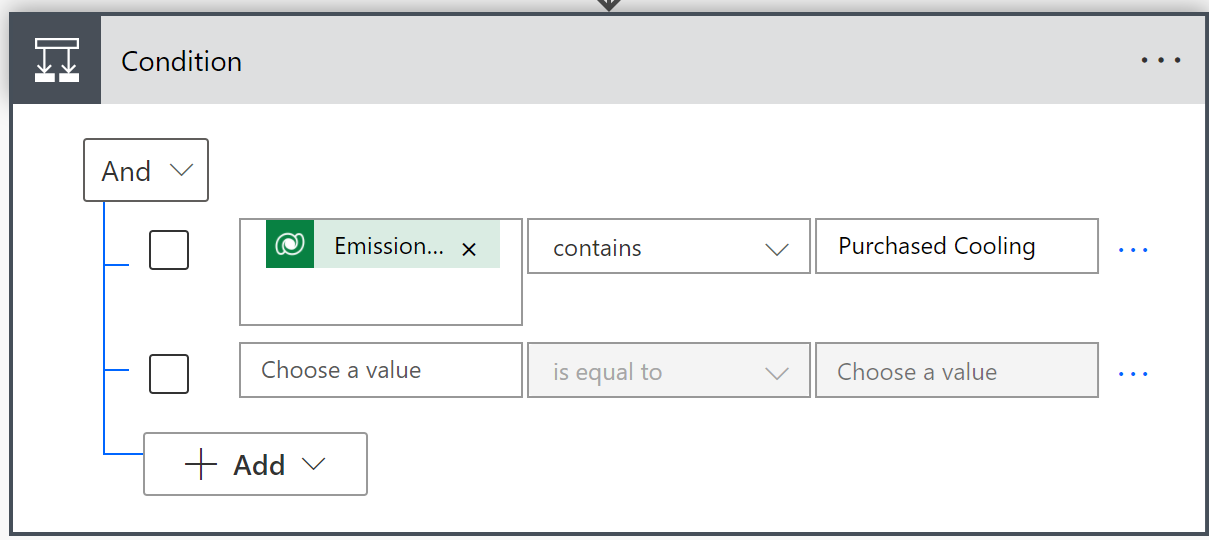 Condition
And
Emission...
contains
Purchased Cooling
Choose a value
is equal to
Choose a value
Add